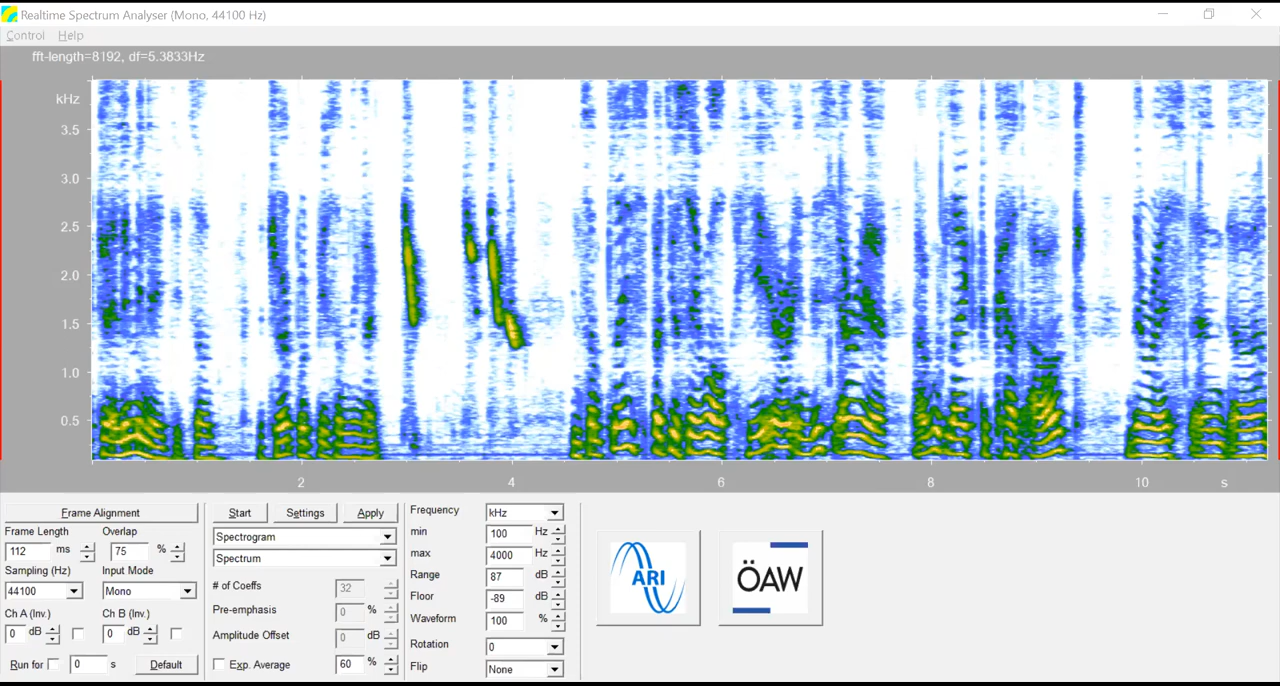 Realtime Spectrum Analyser (Mono, 44100 Hz)
Control Help
fft-length=8192, df=5.3833Hz
kHz
3.5
3.0
2.5
2.0
1.5
1.0
0.5
2 4 6 8 10 s
Frame Alignment
Frame Length Overlap
112 ms 75 %
Sampling (Hz) Input Mode
44100 Mono
Ch A (Inv.) Ch B (Inv.)
0 dB 0 dB
Run for 0 s Default
Start Settings Apply
Spectrogram
Spectrum
# of Coeffs 32
Pre-emphasis 0 %
Amplitude Offset 0 dB
Exp. Average 60 %
Frequency kHz
min 100 Hz
max 4000 Hz
Range 87 dB
Floor -89 dB
Waveform 100 %
Rotation 0
Flip None
ARI
ÖAW